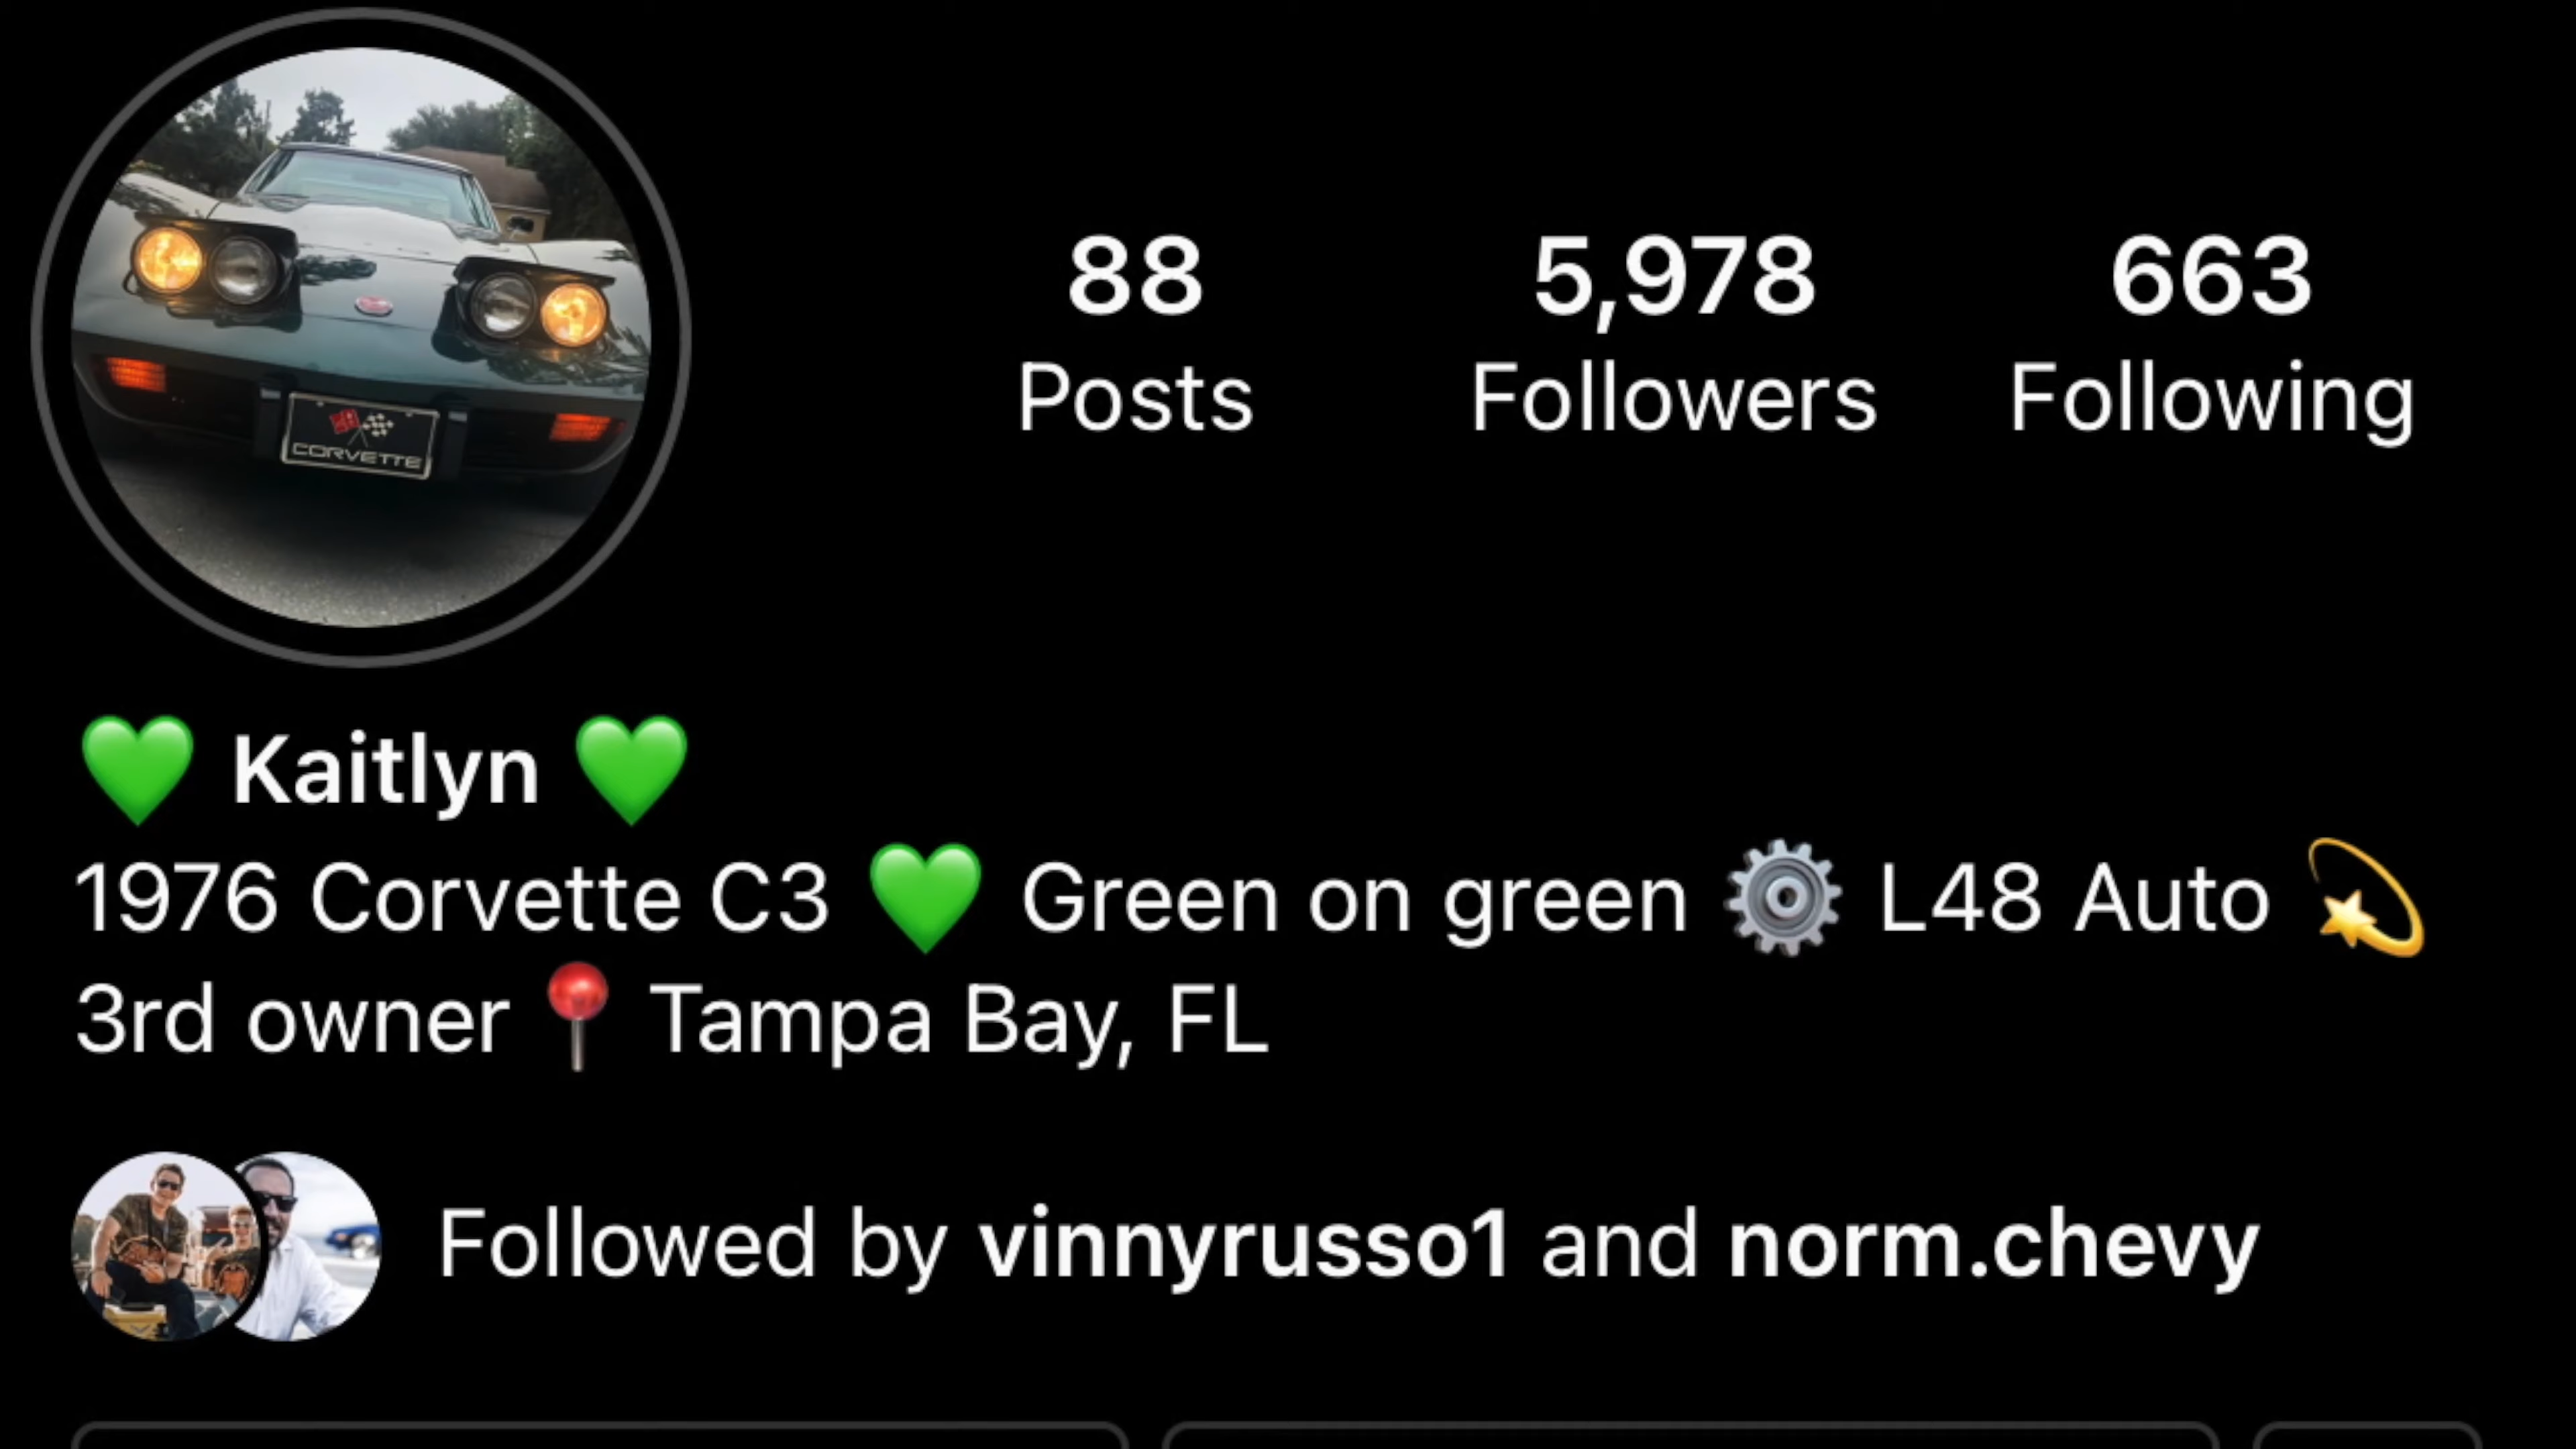 CORVETTE
88 5,978 663
Posts Followers Following
💚 Kaitlyn 💚
1976 Corvette C3 💚 Green on green ⚙️ L48 Auto 💫
3rd owner 📍 Tampa Bay, FL
Followed by vinnyrusso1 and norm.chevy